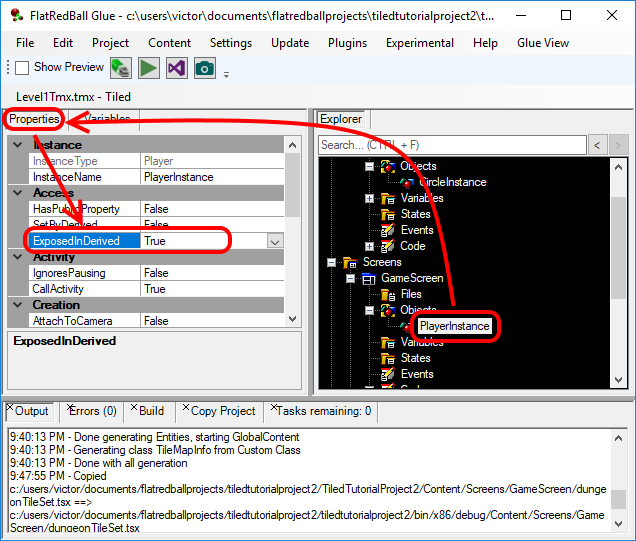 FlatRedBall Glue - c:\users\victor\documents\flatredballprojects\tiledtutorialproject2\t...
File Project Content Settings Update Plugins Experimental Help Glue View
Show Preview
Level1Tmx.tmx - Tiled
Properties Variables
Instance
InstanceType Player
InstanceName PlayerInstance
Access
HasPublicProperty False
SetByDerived False
ExposedInDerived True
Activity
IgnoresPausing False
CallActivity True
Creation
AttachToCamera False
ExposedInDerived
Explorer
Search... (CTRL + F)
< >
Objects
CircleInstance
Variables
States
Events
Code
Screens
GameScreen
Files
Objects
PlayerInstance
Variables
States
Events
Code
Output Errors (0) Build Copy Project Tasks remaining: 0
9:40:13 PM - Done generating Entities, starting GlobalContent
9:40:13 PM - Generating class TileMapInfo from Custom Class
9:40:13 PM - Done with all generation
9:47:55 PM - Copied
c:/users/victor/documents/flatredballprojects/tiledtutorialproject2/TiledTutorialProject2/Content/Screens/GameScreen/dunge
onTileSet.tsx ==>
c:/users/victor/documents/flatredballprojects/tiledtutorialproject2/tiledtutorialproject2/bin/x86/debug/Content/Screens/Game
Screen/dungeonTileSet.tsx